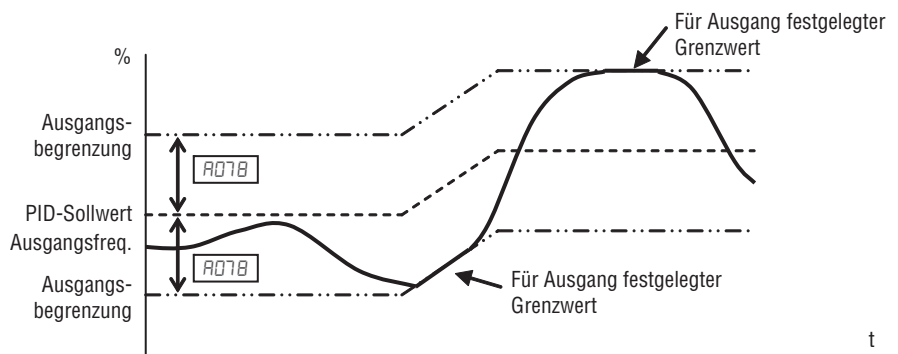 Für Ausgang festgelegter
Grenzwert
%
Ausgangs-
begrenzung
A078
PID-Sollwert
Ausgangsfreq.
A078
Ausgangs-
begrenzung
Für Ausgang festgelegter
Grenzwert
t